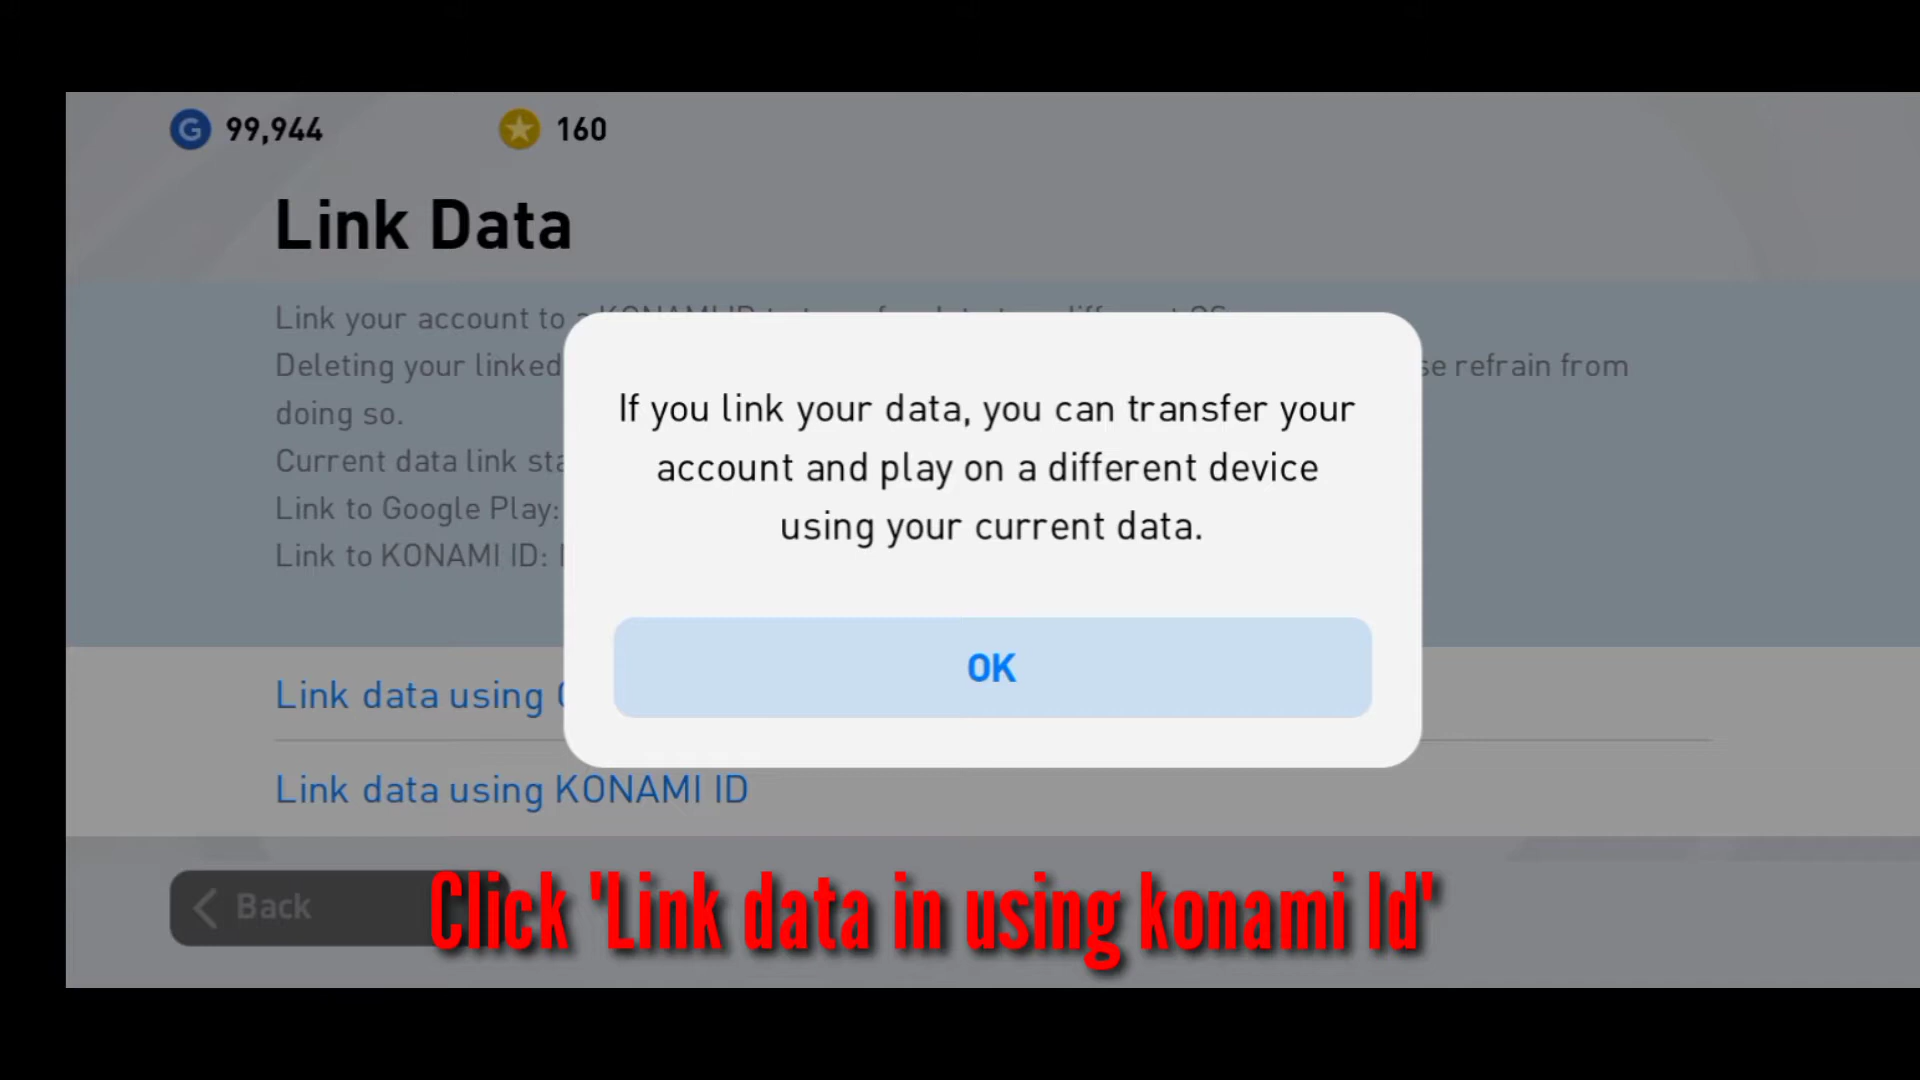 G 99,944 160
Link Data
Link your account to a
Deleting your linked se refrain from
doing so.
Current data link sta
Link to Google Play:
Link to KONAMI ID:
If you link your data, you can transfer your
account and play on a different device
using your current data.
OK
Link data using
Link data using KONAMI ID
Back
Click 'Link data in using konami Id'